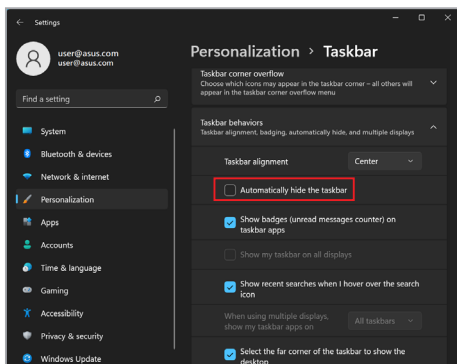 Settings
user@asus.com
user@asus.com
Find a setting
System
Bluetooth & devices
Network & internet
Personalization
Apps
Accounts
Time & language
Gaming
Accessibility
Privacy & security
Windows Update
Personalization > Taskbar
Taskbar corner overflow
Choose which icons may appear in the taskbar corner – all others will
appear in the taskbar corner overflow menu
Taskbar behaviors
Taskbar alignment, badging, automatically hide, and multiple displays
Taskbar alignment
Center
Automatically hide the taskbar
Show badges (unread messages counter) on
taskbar apps
Show my taskbar on all displays
Show recent searches when I hover over the search
icon
When using multiple displays,
show my taskbar apps on
All taskbars
Select the far corner of the taskbar to show the
desktop